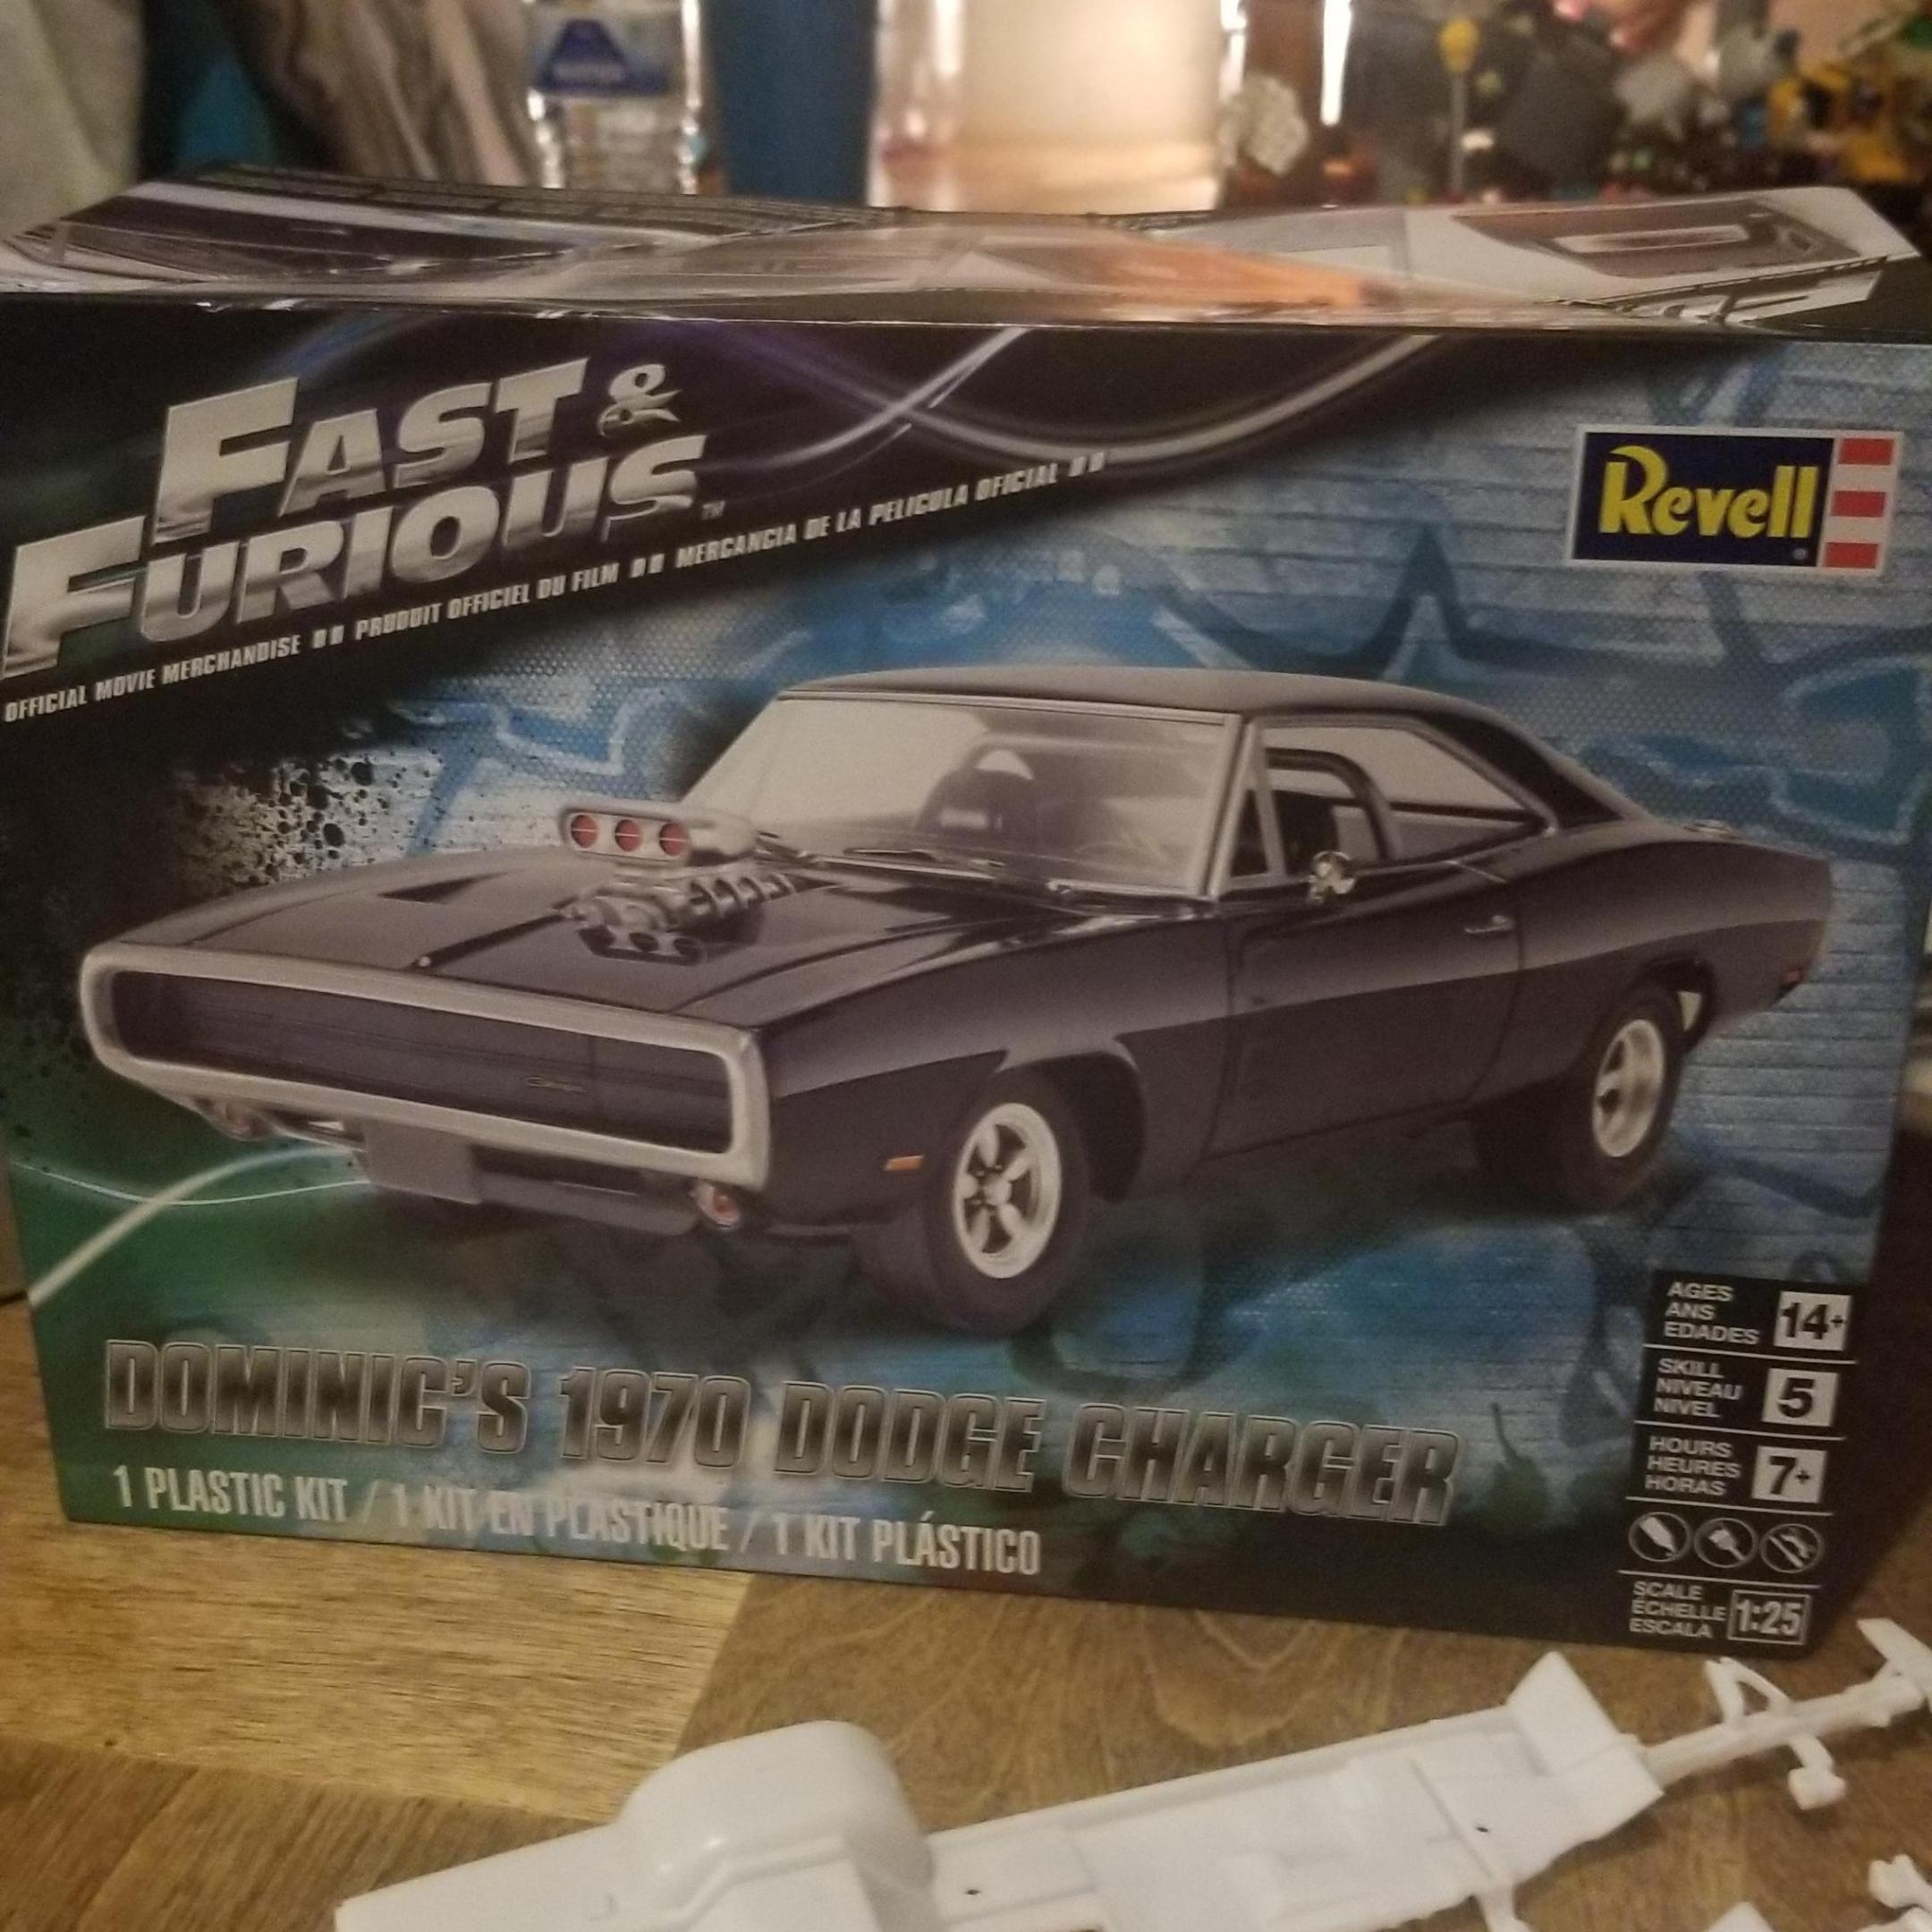 FAST &
FURIOUS™
OFFICIAL MOVIE MERCHANDISE ▮▮ PRODUIT OFFICIEL DU FILM ▮▮ MERCANCIA DE LA PELICULA OFICIAL ▮▮
Revell®
DOMINIC'S 1970 DODGE CHARGER
1 PLASTIC KIT / 1 KIT EN PLASTIQUE / 1 KIT PLÁSTICO
AGES
ANS
EDADES
14+
SKILL
NIVEAU
NIVEL
5
HOURS
HEURES
HORAS
7+
SCALE
ÉCHELLE
ESCALA
1:25